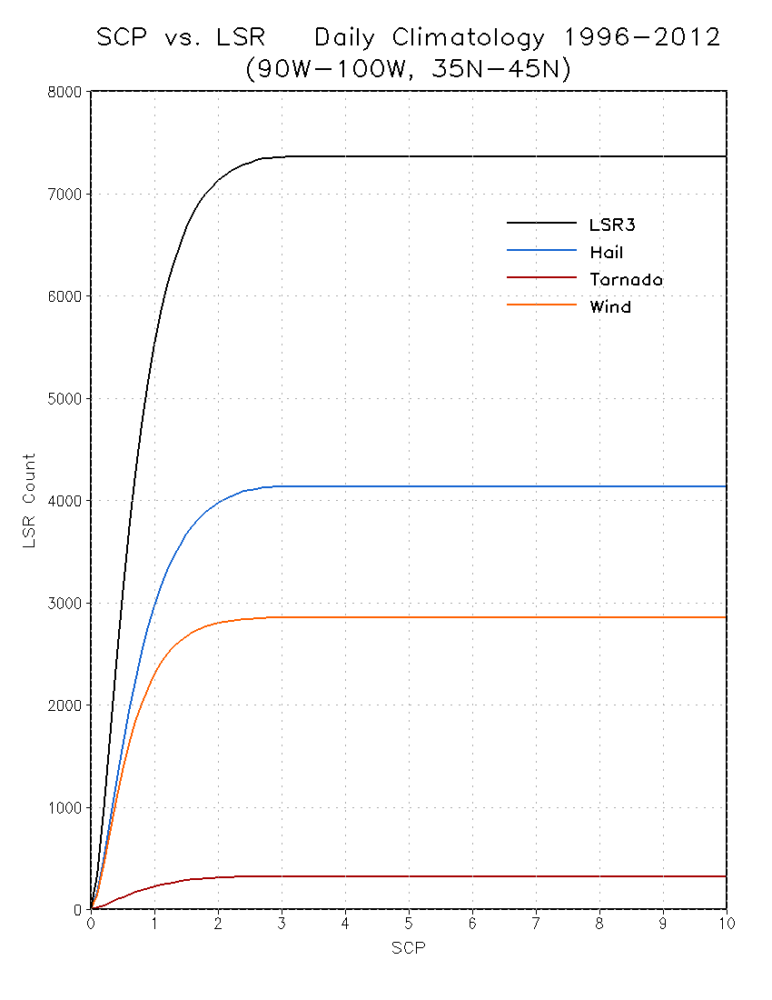 SCP vs. LSR Daily Climatology 1996-2012
(90W-100W, 35N-45N)
8000
7000
6000
5000
4000
3000
2000
1000
0
LSR Count
LSR3
Hail
Tornado
Wind
0 1 2 3 4 5 6 7 8 9 10
SCP